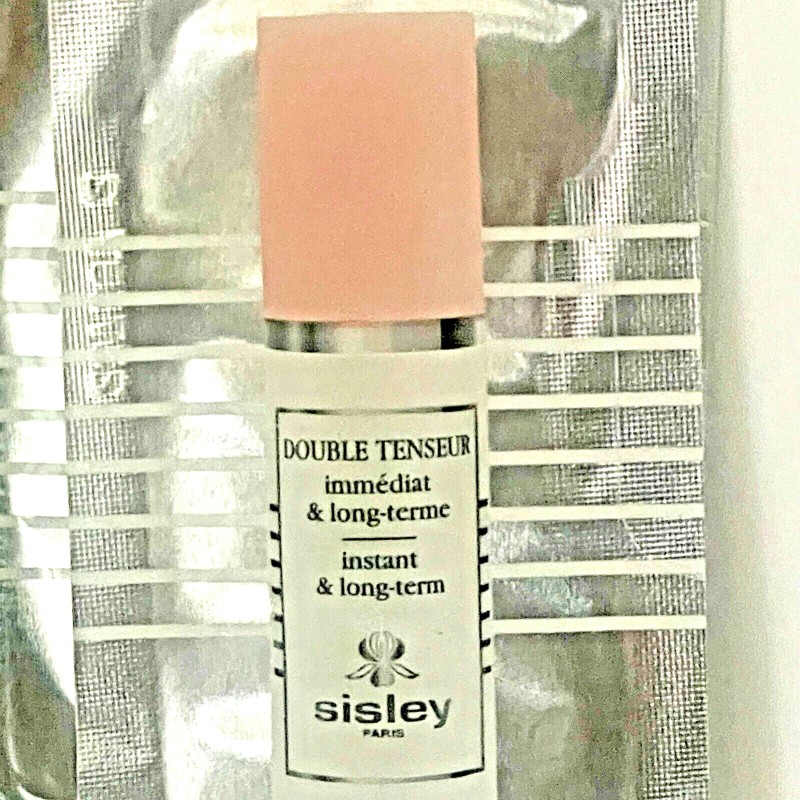 DOUBLE TENSEUR
immédiat
& long-terme
instant
& long-term
sisley
PARIS